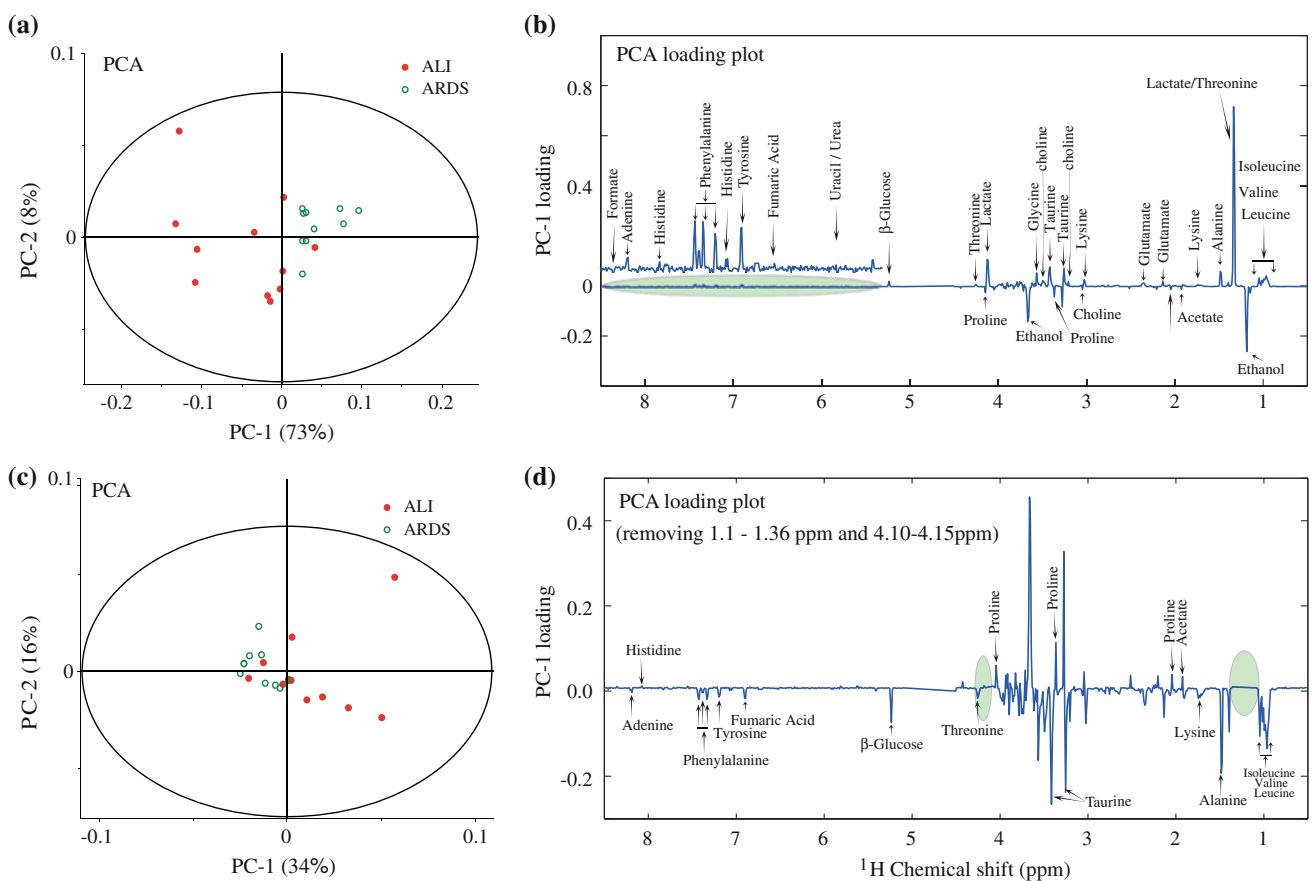 (a)
PCA
ALI
ARDS
0.1
0
PC-2 (8%)
-0.2
-0.1
0
0.1
0.2
PC-1 (73%)
(b)
PCA loading plot
0.8
0.4
0
-0.2
PC-1 loading
Formate
Adenine
Histidine
Phenylalanine
Histidine
Tyrosine
Fumaric Acid
Uracil / Urea
β-Glucose
Threonine
Lactate
Proline
Glycine
choline
Taurine
Taurine
choline
Lysine
Ethanol
Proline
Choline
Glutamate
Glutamate
Acetate
Lysine
Alanine
Lactate/Threonine
Isoleucine
Valine
Leucine
Ethanol
8
7
6
5
4
3
2
1
(c)
PCA
ALI
ARDS
0.1
0
PC-2 (16%)
-0.1
0
0.1
PC-1 (34%)
(d)
PCA loading plot
(removing 1.1 - 1.36 ppm and 4.10-4.15ppm)
0.4
0.2
0.0
-0.2
PC-1 loading
Histidine
Adenine
Phenylalanine
Tyrosine
Fumaric Acid
β-Glucose
Threonine
Proline
Proline
Taurine
Proline
Acetate
Lysine
Alanine
Isoleucine
Valine
Leucine
8
7
6
5
4
3
2
1
1H Chemical shift (ppm)